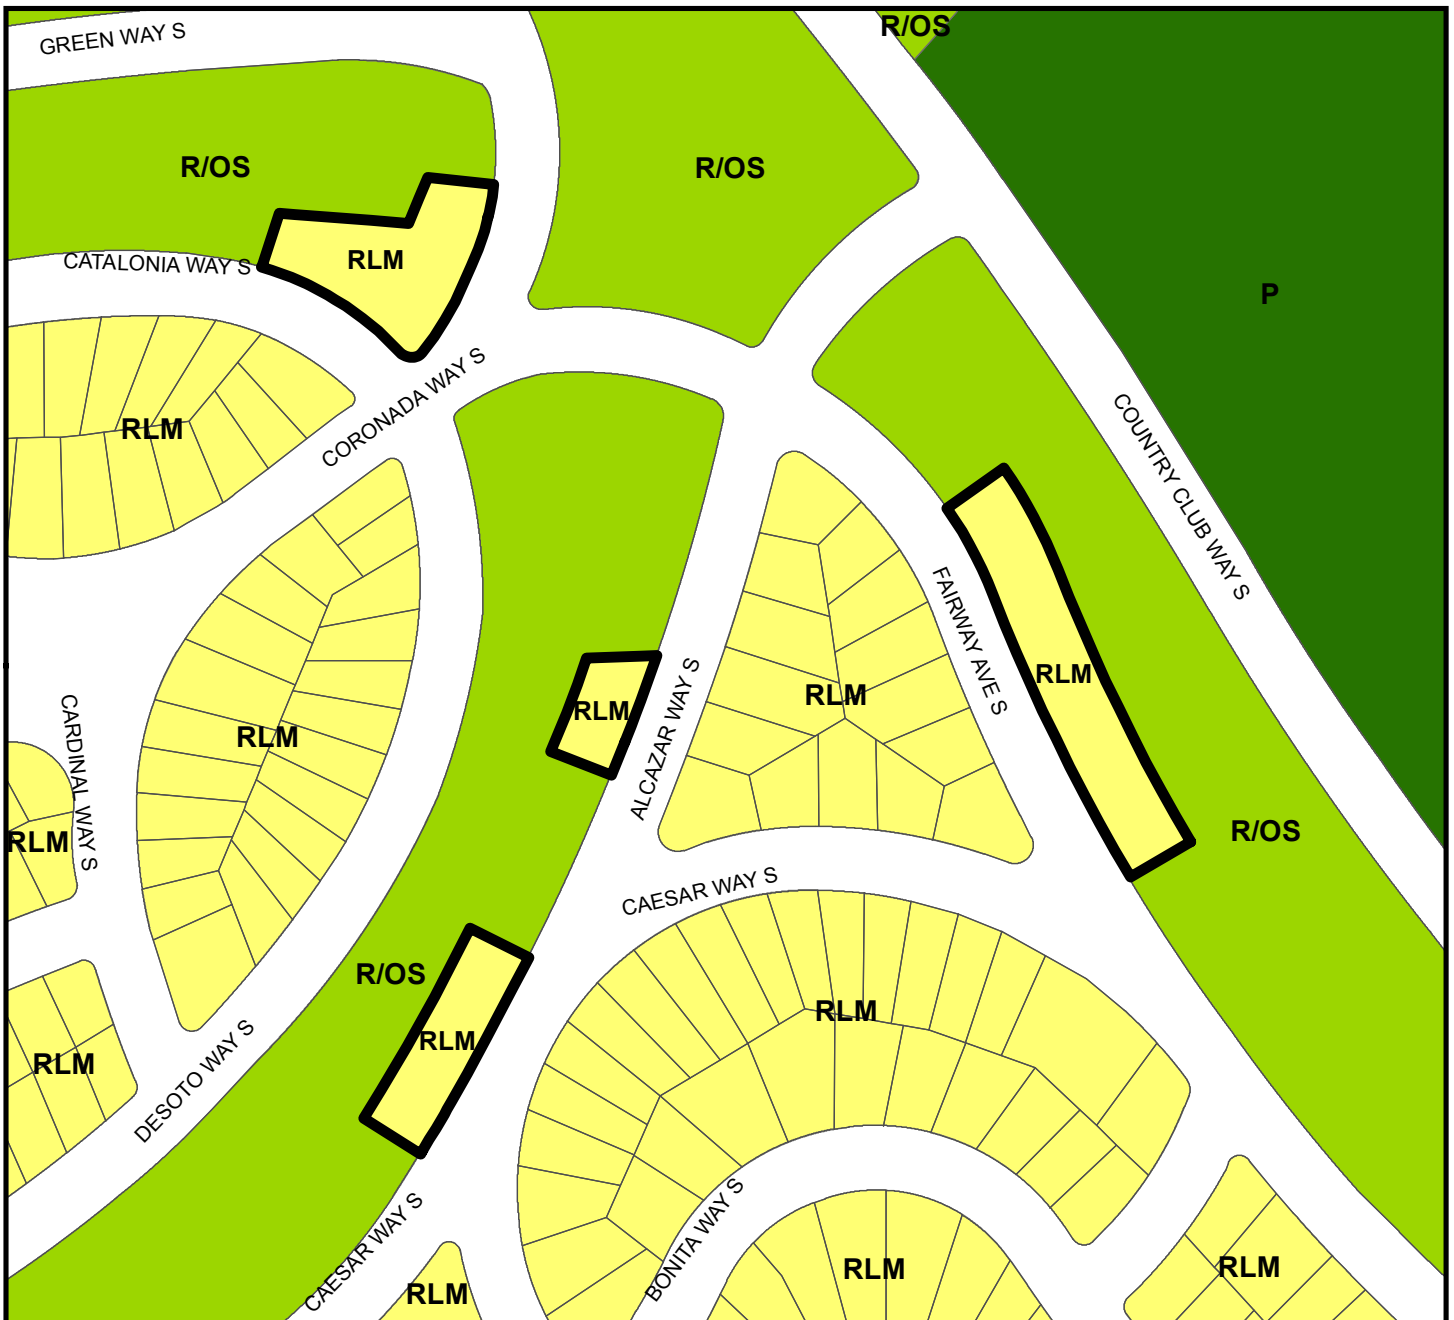 R/OS
GREEN WAY S
R/OS
R/OS
RLM
CATALONIA WAY S
P
CORONADA WAY S
RLM
COUNTRY CLUB WAY S
FAIRWAY AVE S
RLM
RLM
RLM
RLM
ALCAZAR WAY S
CARDINAL WAY S
RLM
R/OS
RLM
CAESAR WAY S
R/OS
RLM
RLM
RLM
DESOTO WAY S
CAESAR WAY S
BONITA WAY S
RLM
RLM
RLM